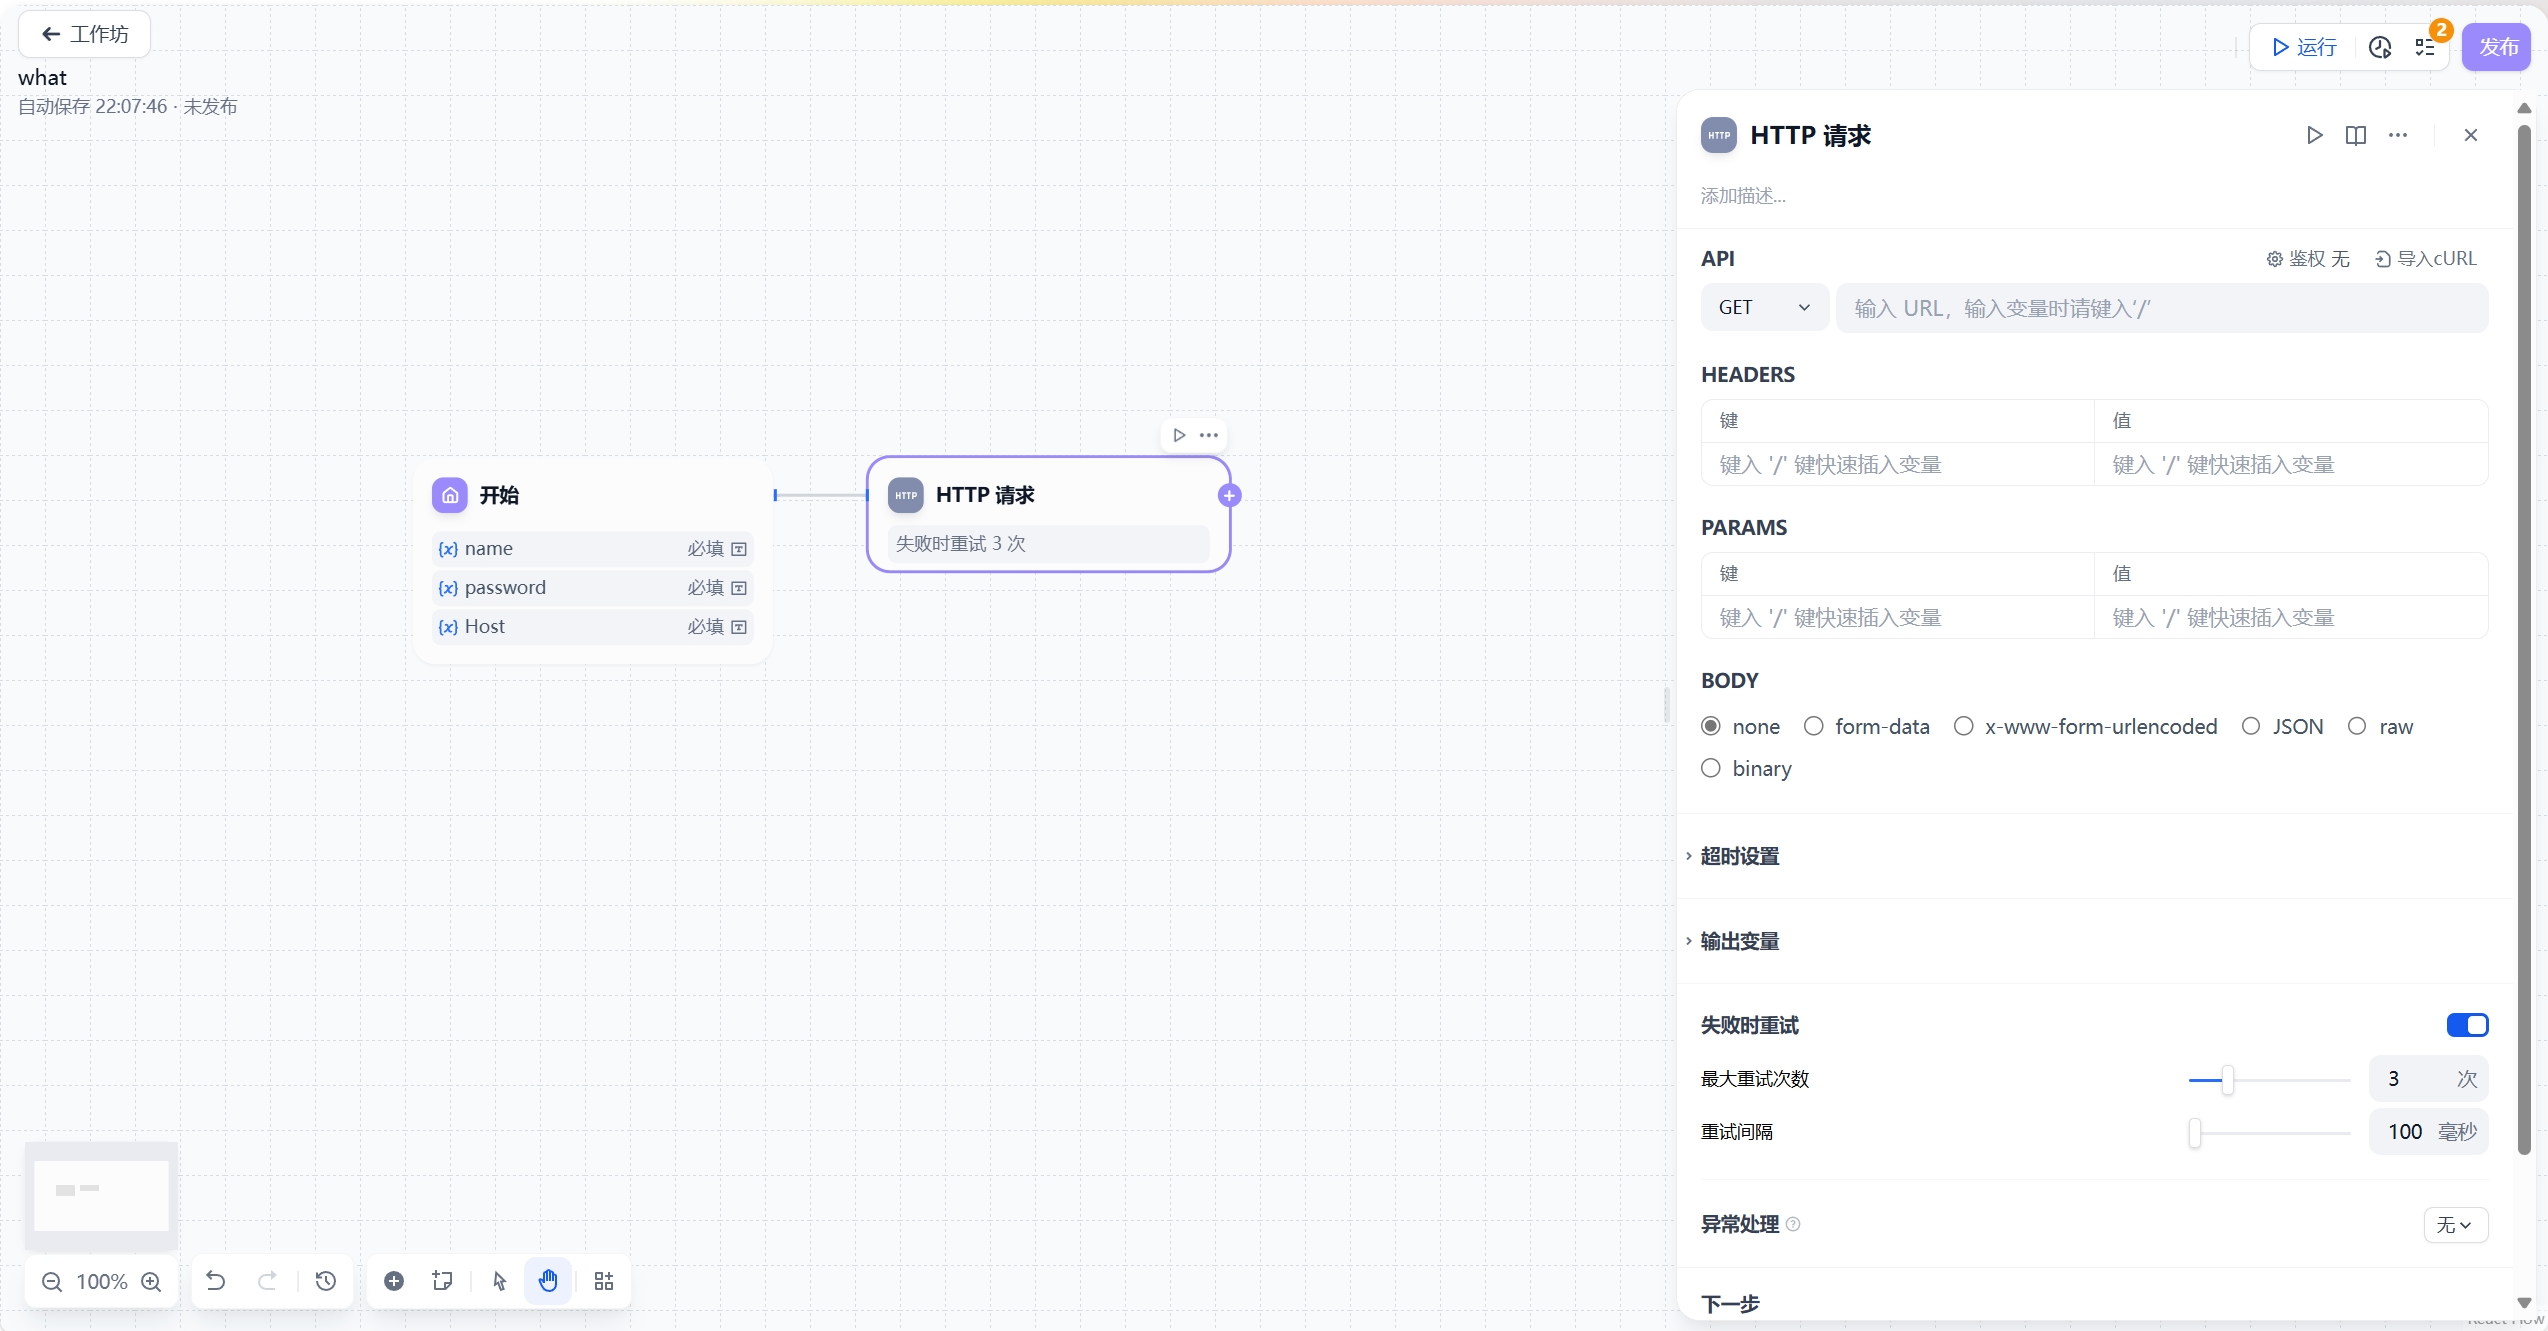 工作坊
what
自动保存 22:07:46 · 未发布
运行
2
发布
开始
{x} name 必填
{x} password 必填
{x} Host 必填
HTTP HTTP 请求
失败时重试 3 次
100%
HTTP HTTP 请求
添加描述...
API 鉴权 无 导入cURL
GET 输入 URL，输入变量时请键入‘/’
HEADERS
键 值
键入 '/' 键快速插入变量 键入 '/' 键快速插入变量
PARAMS
键 值
键入 '/' 键快速插入变量 键入 '/' 键快速插入变量
BODY
none form-data x-www-form-urlencoded JSON raw
binary
超时设置
输出变量
失败时重试
最大重试次数 3 次
重试间隔 100 毫秒
异常处理 无
下一步
React Flow